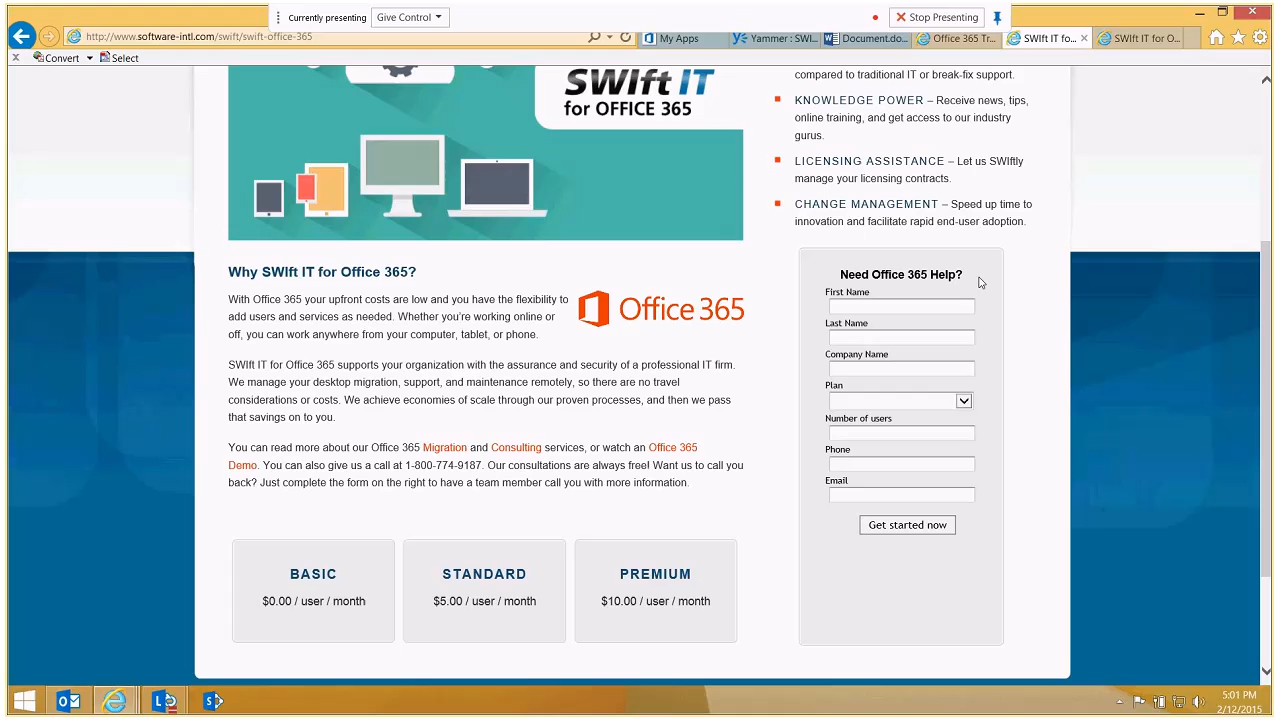 Currently presenting
Give Control
Stop Presenting
http://www.software-intl.com/swift/swift-office-365
My Apps
Yammer : SWI...
Document.do...
Office 365 Tr...
SWIft IT fo...
SWIft IT for O...
x Convert
Select
SWIft IT
for OFFICE 365
compared to traditional IT or break-fix support.
KNOWLEDGE POWER – Receive news, tips,
online training, and get access to our industry
gurus.
LICENSING ASSISTANCE – Let us SWIftly
manage your licensing contracts.
CHANGE MANAGEMENT – Speed up time to
innovation and facilitate rapid end-user adoption.
Why SWIft IT for Office 365?
With Office 365 your upfront costs are low and you have the flexibility to
add users and services as needed. Whether you're working online or
off, you can work anywhere from your computer, tablet, or phone.
Office 365
SWIft IT for Office 365 supports your organization with the assurance and security of a professional IT firm.
We manage your desktop migration, support, and maintenance remotely, so there are no travel
considerations or costs. We achieve economies of scale through our proven processes, and then we pass
that savings on to you.
You can read more about our Office 365 Migration and Consulting services, or watch an Office 365
Demo. You can also give us a call at 1-800-774-9187. Our consultations are always free! Want us to call you
back? Just complete the form on the right to have a team member call you with more information.
BASIC
$0.00 / user / month
STANDARD
$5.00 / user / month
PREMIUM
$10.00 / user / month
Need Office 365 Help?
First Name
Last Name
Company Name
Plan
Number of users
Phone
Email
Get started now
5:01 PM
2/12/2015